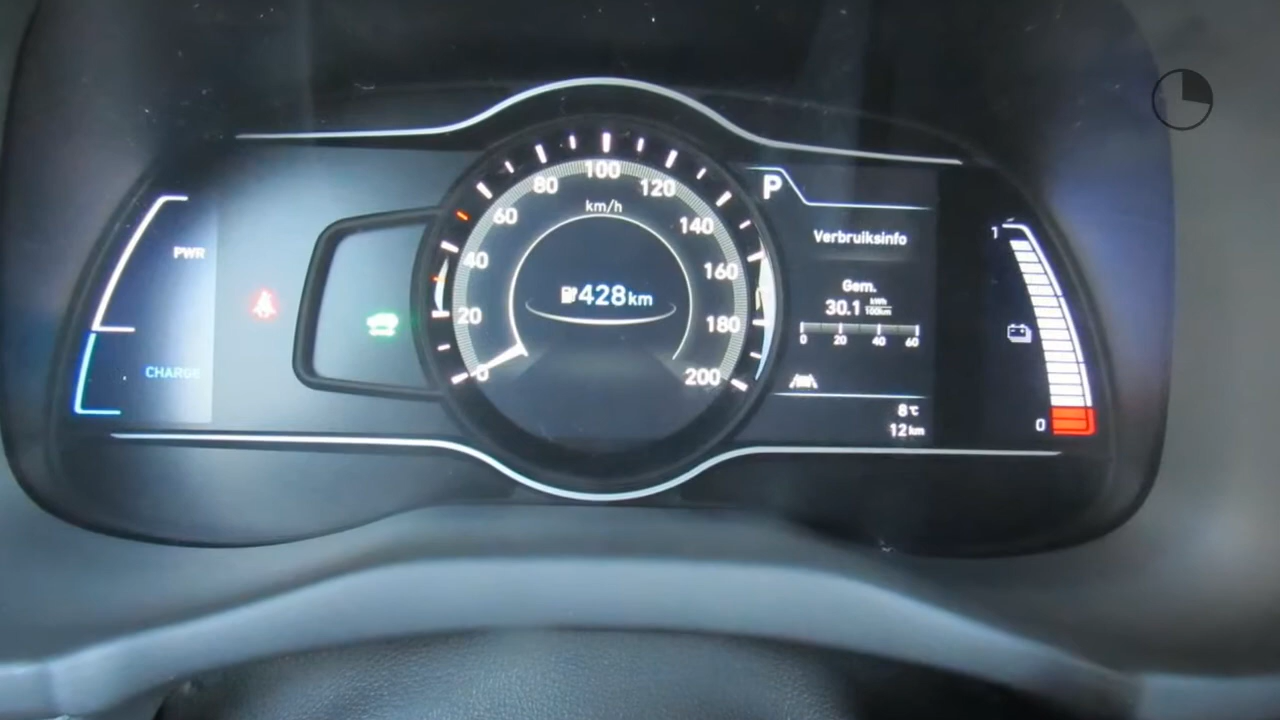 PWR
CHARGE
0
20
40
60
80
100
120
140
160
180
200
km/h
428km
P
Verbruiksinfo
Gem.
30.1 kWh/100km
0 20 40 60
8℃
12km
1
0